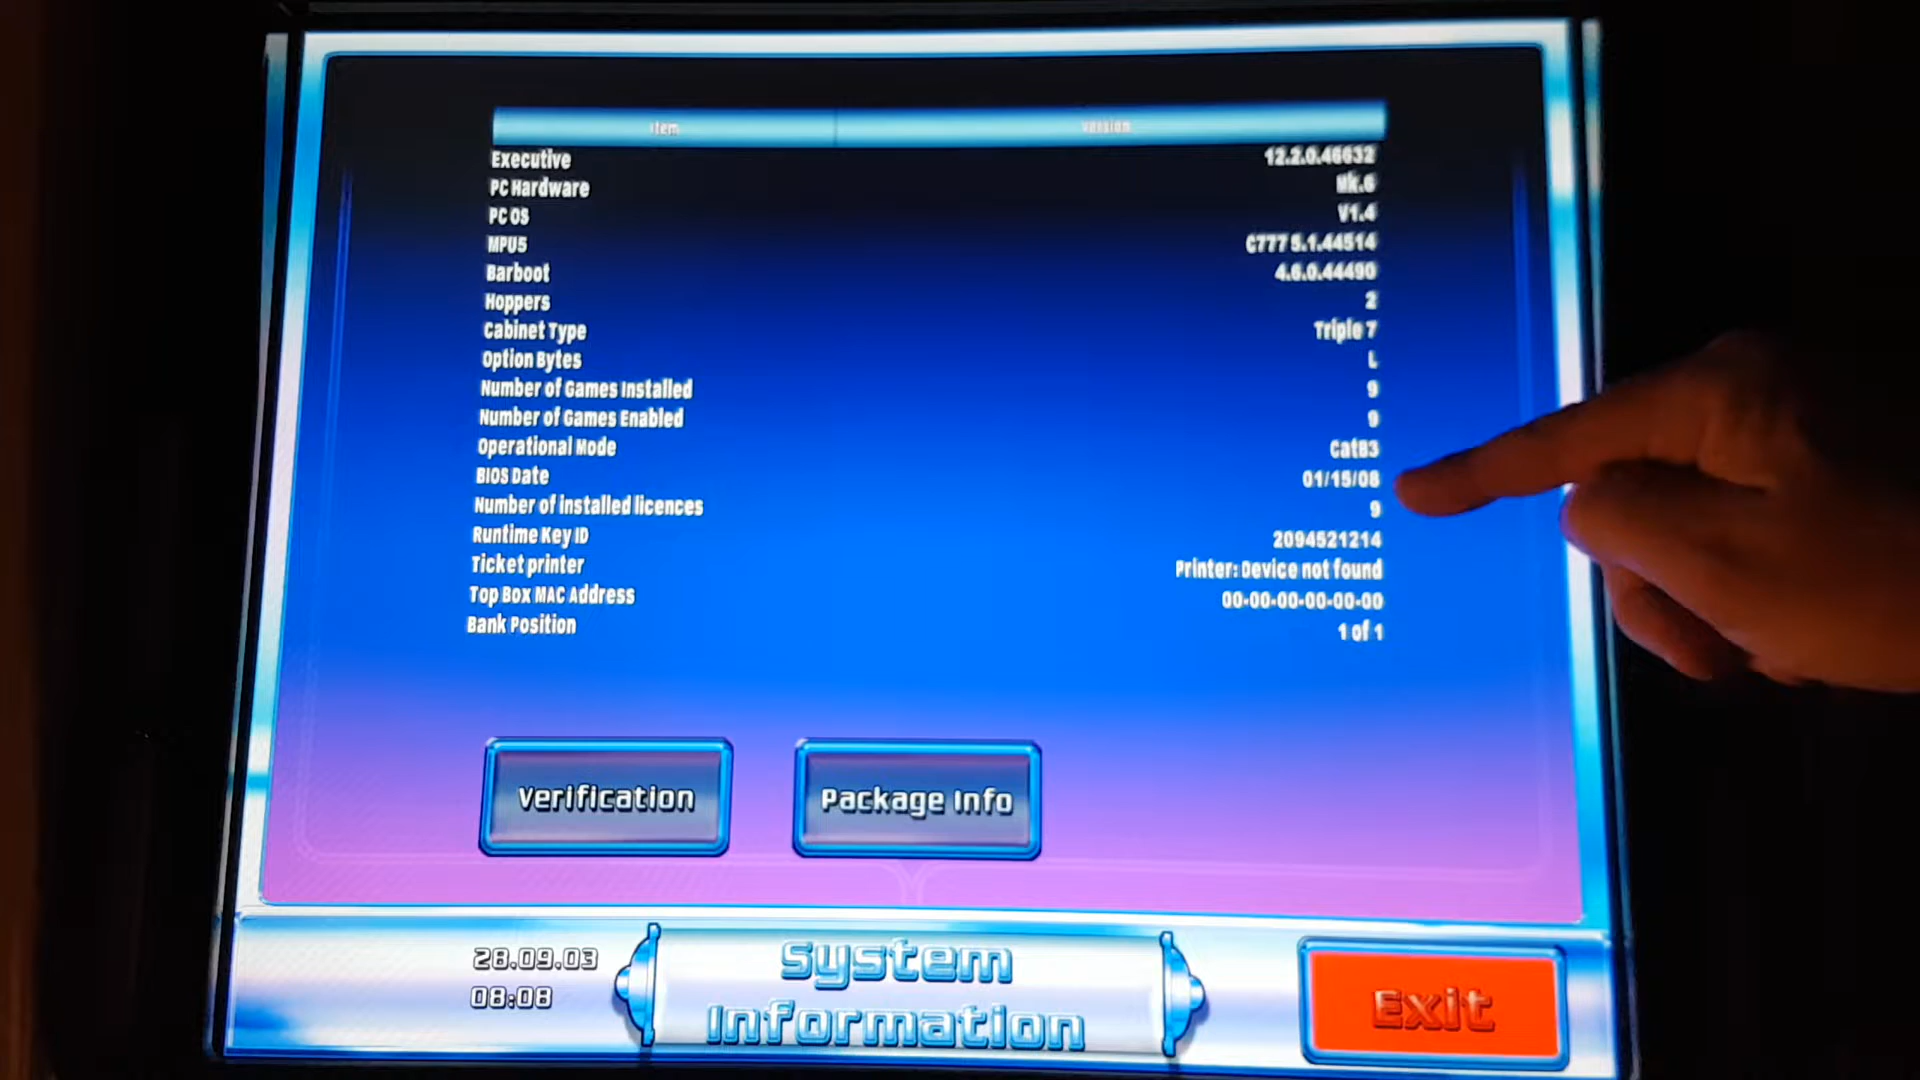 Item Version
Executive 12.2.0.46632
PC Hardware Mk.6
PC OS V1.4
MPU5 C777 5.1.44514
Barboot 4.6.0.44490
Hoppers 2
Cabinet Type Triple 7
Option Bytes L
Number of Games Installed 9
Number of Games Enabled 9
Operational Mode CatB3
BIOS Date 01/15/08
Number of installed licences 9
Runtime Key ID 2094521214
Ticket printer Printer: Device not found
Top Box MAC Address 00-00-00-00-00-00
Bank Position 1 of 1
Verification Package Info
28.09.03
08:08
System
Information
Exit